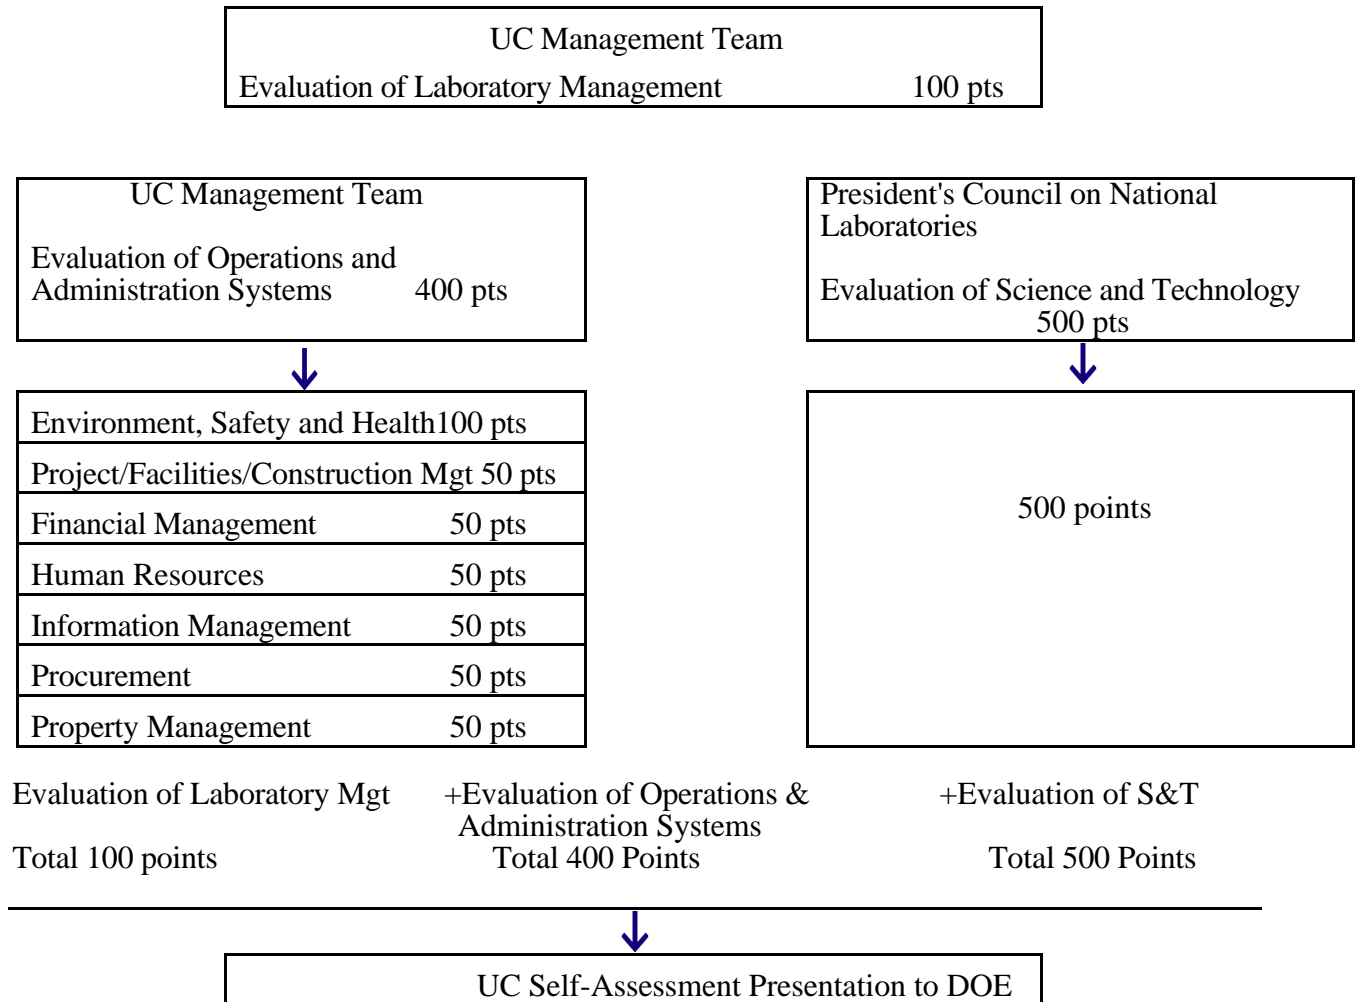 UC Management Team
Evaluation of Laboratory Management 100 pts
UC Management Team
Evaluation of Operations and
Administration Systems 400 pts
President's Council on National
Laboratories
Evaluation of Science and Technology
500 pts
Environment, Safety and Health100 pts
Project/Facilities/Construction Mgt 50 pts
Financial Management 50 pts
Human Resources 50 pts
Information Management 50 pts
Procurement 50 pts
Property Management 50 pts
500 points
Evaluation of Laboratory Mgt +Evaluation of Operations & +Evaluation of S&T
Administration Systems
Total 100 points Total 400 Points Total 500 Points
UC Self-Assessment Presentation to DOE